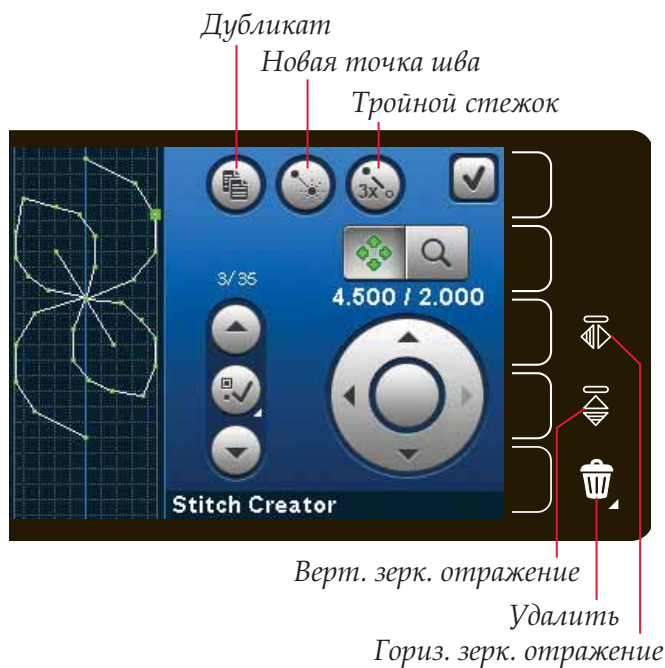 Дубликат
Новая точка шва
Тройной стежок
3x
3/35
4.500 / 2.000
Stitch Creator
Верт. зерк. отражение
Удалить
Гориз. зерк. отражение